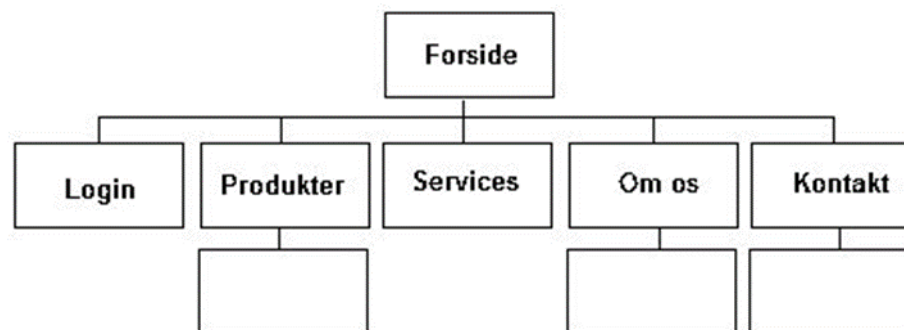 Forside
Login
Produkter
Services
Om os
Kontakt